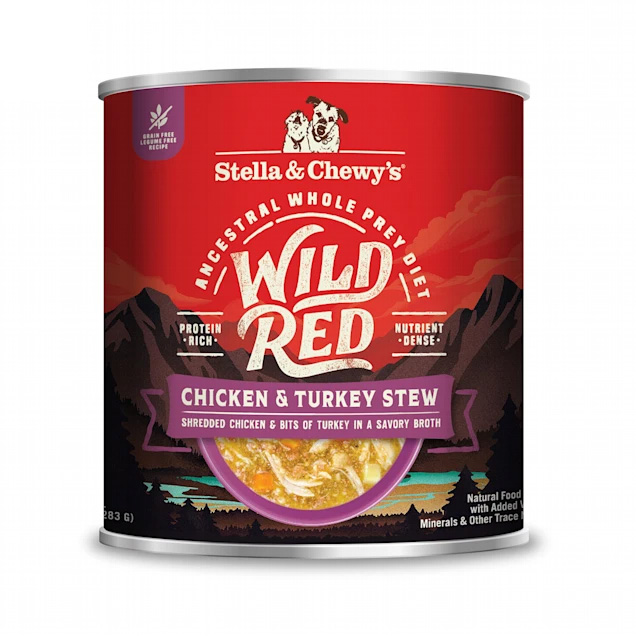 GRAIN FREE
LEGUME FREE
RECIPE
Stella & Chewy's®
ANCESTRAL WHOLE PREY DIET
WILD
RED
PROTEIN
·RICH·
NUTRIENT
·DENSE·
CHICKEN & TURKEY STEW
SHREDDED CHICKEN & BITS OF TURKEY IN A SAVORY BROTH
283 G)
Natural Food
with Added
Minerals & Other Trace